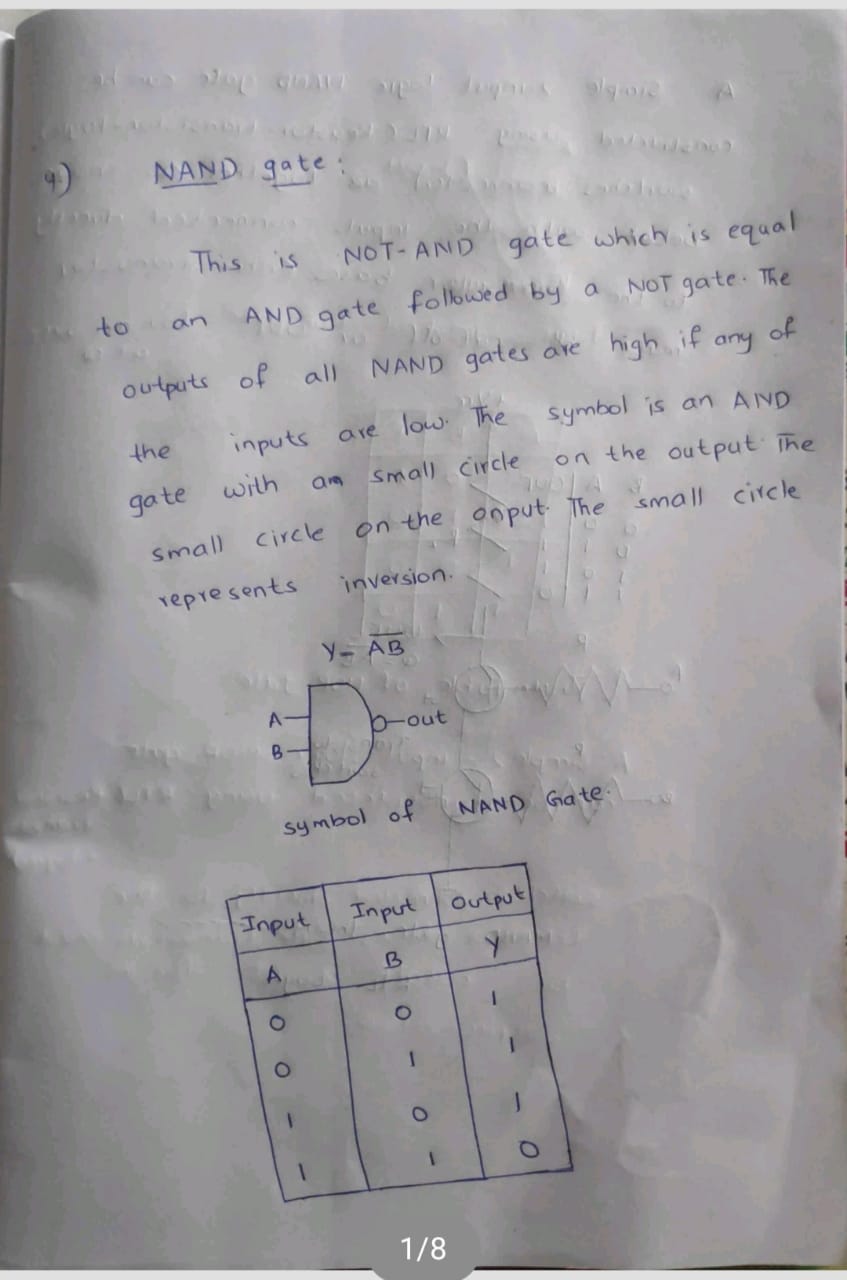 4) NAND gate:
This is NOT-AND gate which is equal
to an AND gate followed by a NOT gate. The
outputs of all NAND gates are high if any of
the inputs are low. The symbol is an AND
gate with an small circle on the output. The
small circle on the onput. The small circle
represents inversion.
Y= A̅B̅
A
out
B
symbol of NAND Gate.
Input Input Output
A B Y
0 0 1
0 1 1
1 0 1
1 1 0
1/8